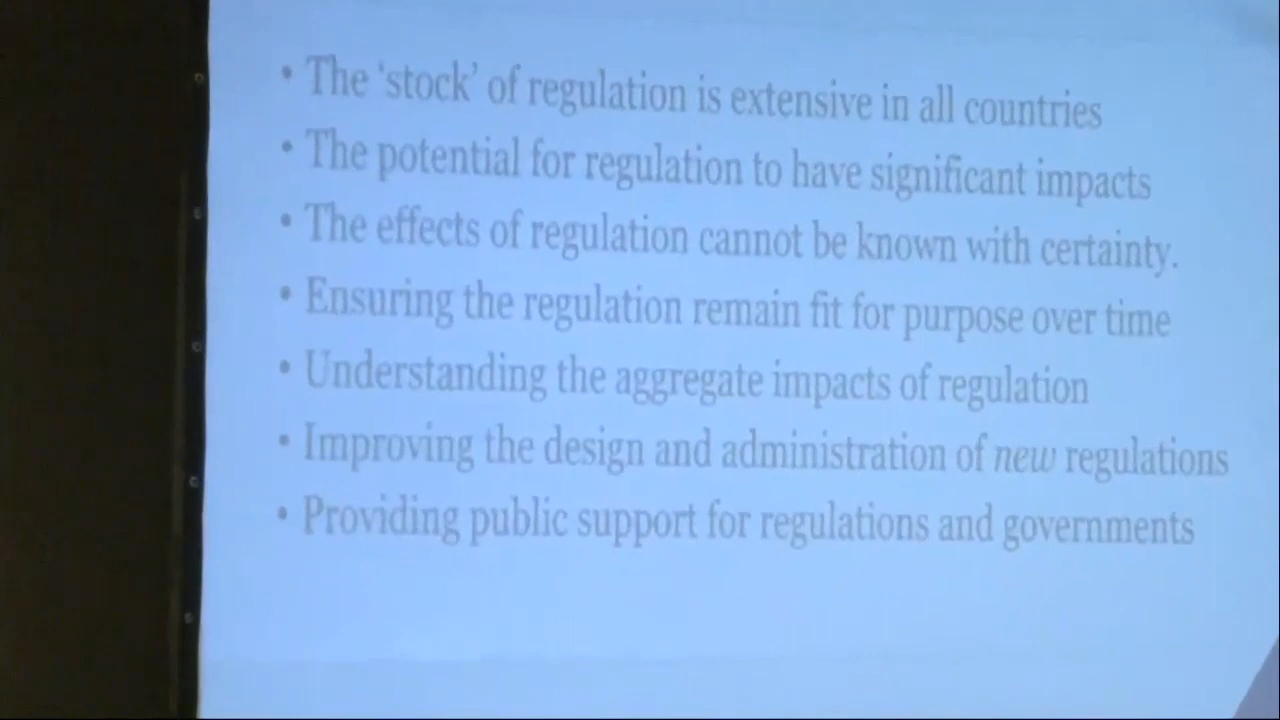 • The ‘stock’ of regulation is extensive in all countries
• The potential for regulation to have significant impacts
• The effects of regulation cannot be known with certainty.
• Ensuring the regulation remain fit for purpose over time
• Understanding the aggregate impacts of regulation
• Improving the design and administration of new regulations
• Providing public support for regulations and governments